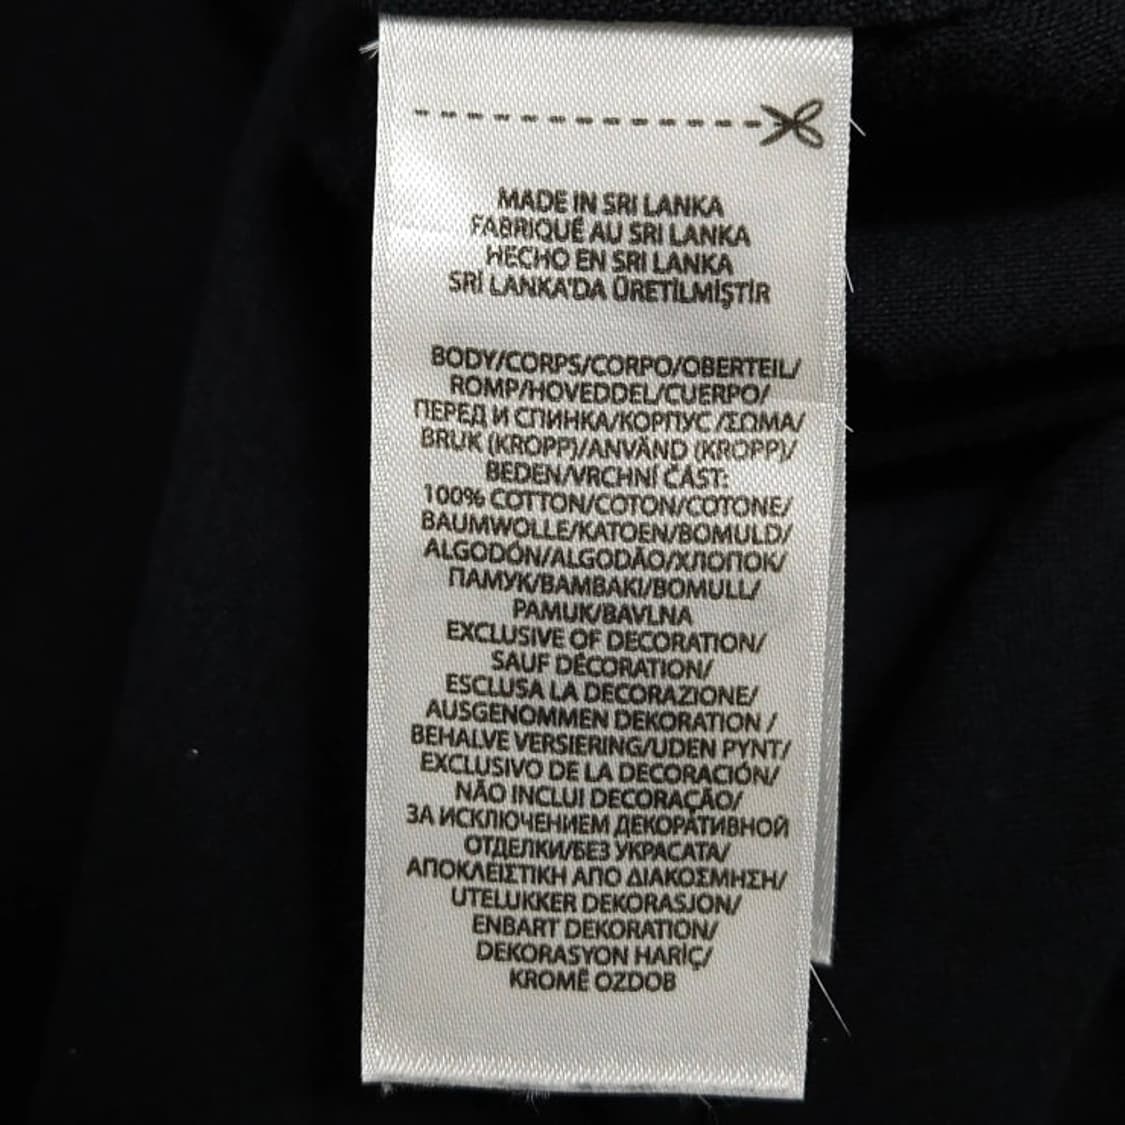 MADE IN SRI LANKA
FABRIQUÉ AU SRI LANKA
HECHO EN SRI LANKA
SRİ LANKA'DA ÜRETİLMİŞTİR
BODY/CORPS/CORPO/OBERTEIL/
ROMP/HOVEDDEL/CUERPO/
ПЕРЕД И СПИНКА/КОРПУС /ΣΩΜΑ/
BRUK (KROPP)/ANVÄND (KROPP)/
BEDEN/VRCHNÍ ČÁST:
100% COTTON/COTON/COTONE/
BAUMWOLLE/KATOEN/BOMULD/
ALGODÓN/ALGODÃO/ХЛОПОК/
ПАМУК/ΒΑΜΒΑΚΙ/BOMULL/
PAMUK/BAVLNA
EXCLUSIVE OF DECORATION/
SAUF DÉCORATION/
ESCLUSA LA DECORAZIONE/
AUSGENOMMEN DEKORATION /
BEHALVE VERSIERING/UDEN PYNT/
EXCLUSIVO DE LA DECORACIÓN/
NÃO INCLUI DECORAÇÃO/
ЗА ИСКЛЮЧЕНИЕМ ДЕКОРАТИВНОЙ
ОТДЕЛКИ/БЕЗ УКРАСАТА/
ΑΠΟΚΛΕΙΣΤΙΚΗ ΑΠΟ ΔΙΑΚΟΣΜΗΣΗ/
UTELUKKER DEKORASJON/
ENBART DEKORATION/
DEKORASYON HARİÇ/
KROMĚ OZDOB